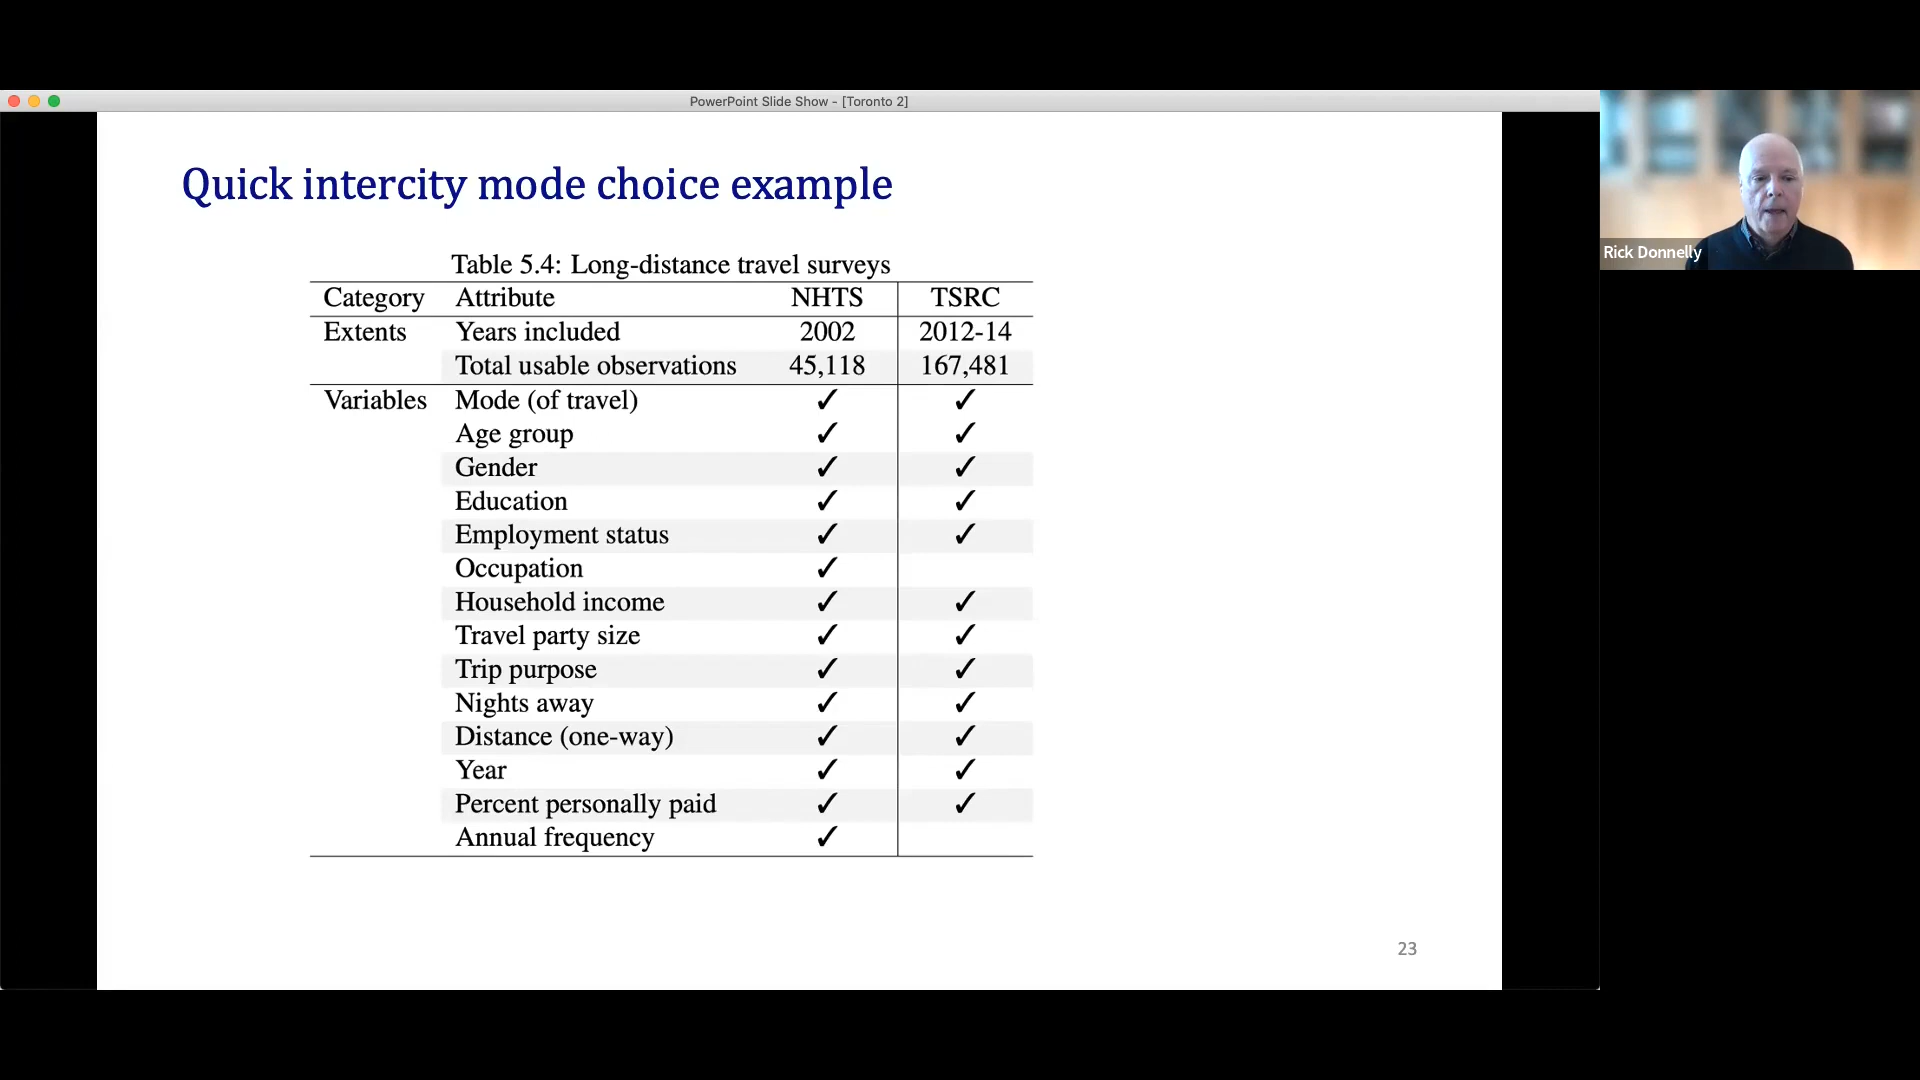 PowerPoint Slide Show - [Toronto 2]
Quick intercity mode choice example
Table 5.4: Long-distance travel surveys
Category Attribute NHTS TSRC
Extents Years included 2002 2012-14
Total usable observations 45,118 167,481
Variables Mode (of travel) ✓ ✓
Age group ✓ ✓
Gender ✓ ✓
Education ✓ ✓
Employment status ✓ ✓
Occupation ✓
Household income ✓ ✓
Travel party size ✓ ✓
Trip purpose ✓ ✓
Nights away ✓ ✓
Distance (one-way) ✓ ✓
Year ✓ ✓
Percent personally paid ✓ ✓
Annual frequency ✓
23
Rick Donnelly